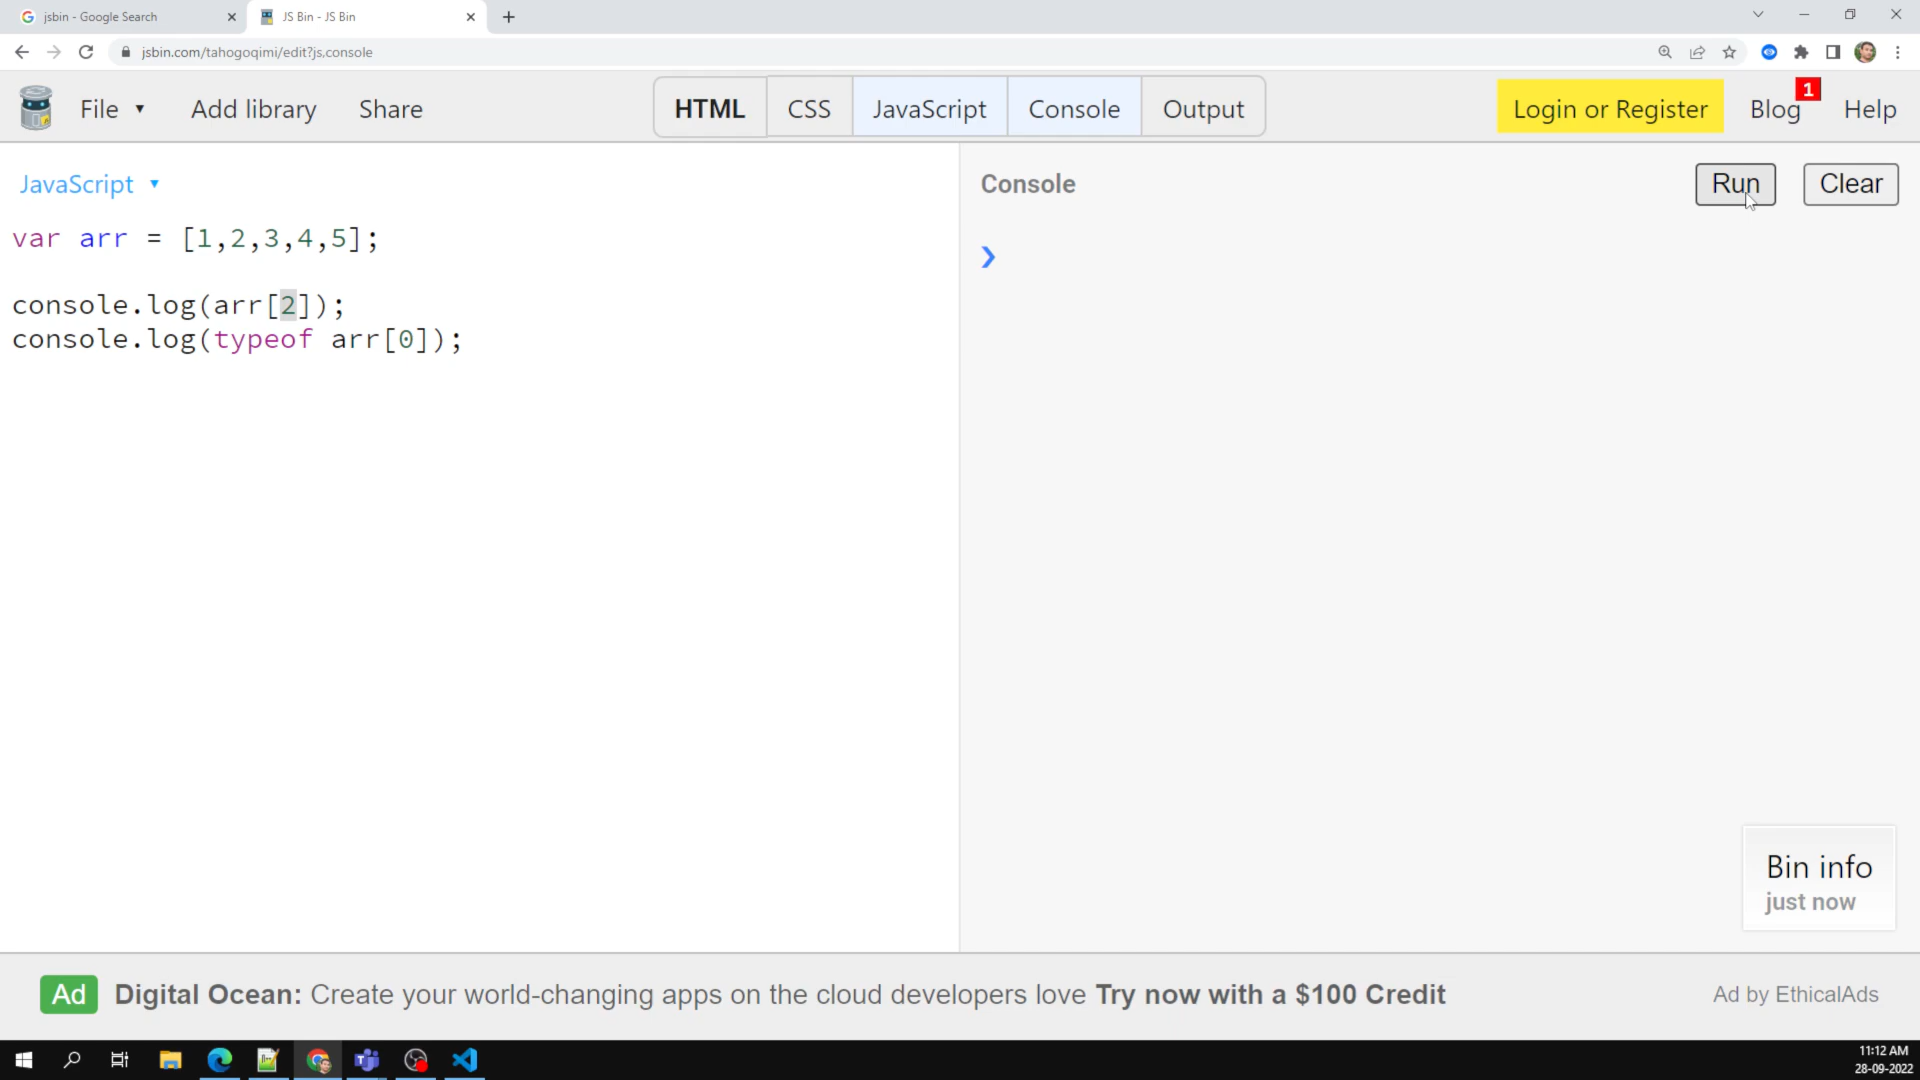 jsbin - Google Search
JS Bin - JS Bin
jsbin.com/tahogoqimi/edit?js,console
File
Add library
Share
HTML
CSS
JavaScript
Console
Output
Login or Register
Blog
1
Help
JavaScript
Console
Run
Clear
var arr = [1,2,3,4,5];
console.log(arr[2]);
console.log(typeof arr[0]);
Bin info
just now
Ad
Digital Ocean: Create your world-changing apps on the cloud developers love Try now with a $100 Credit
Ad by EthicalAds
11:12 AM
28-09-2022